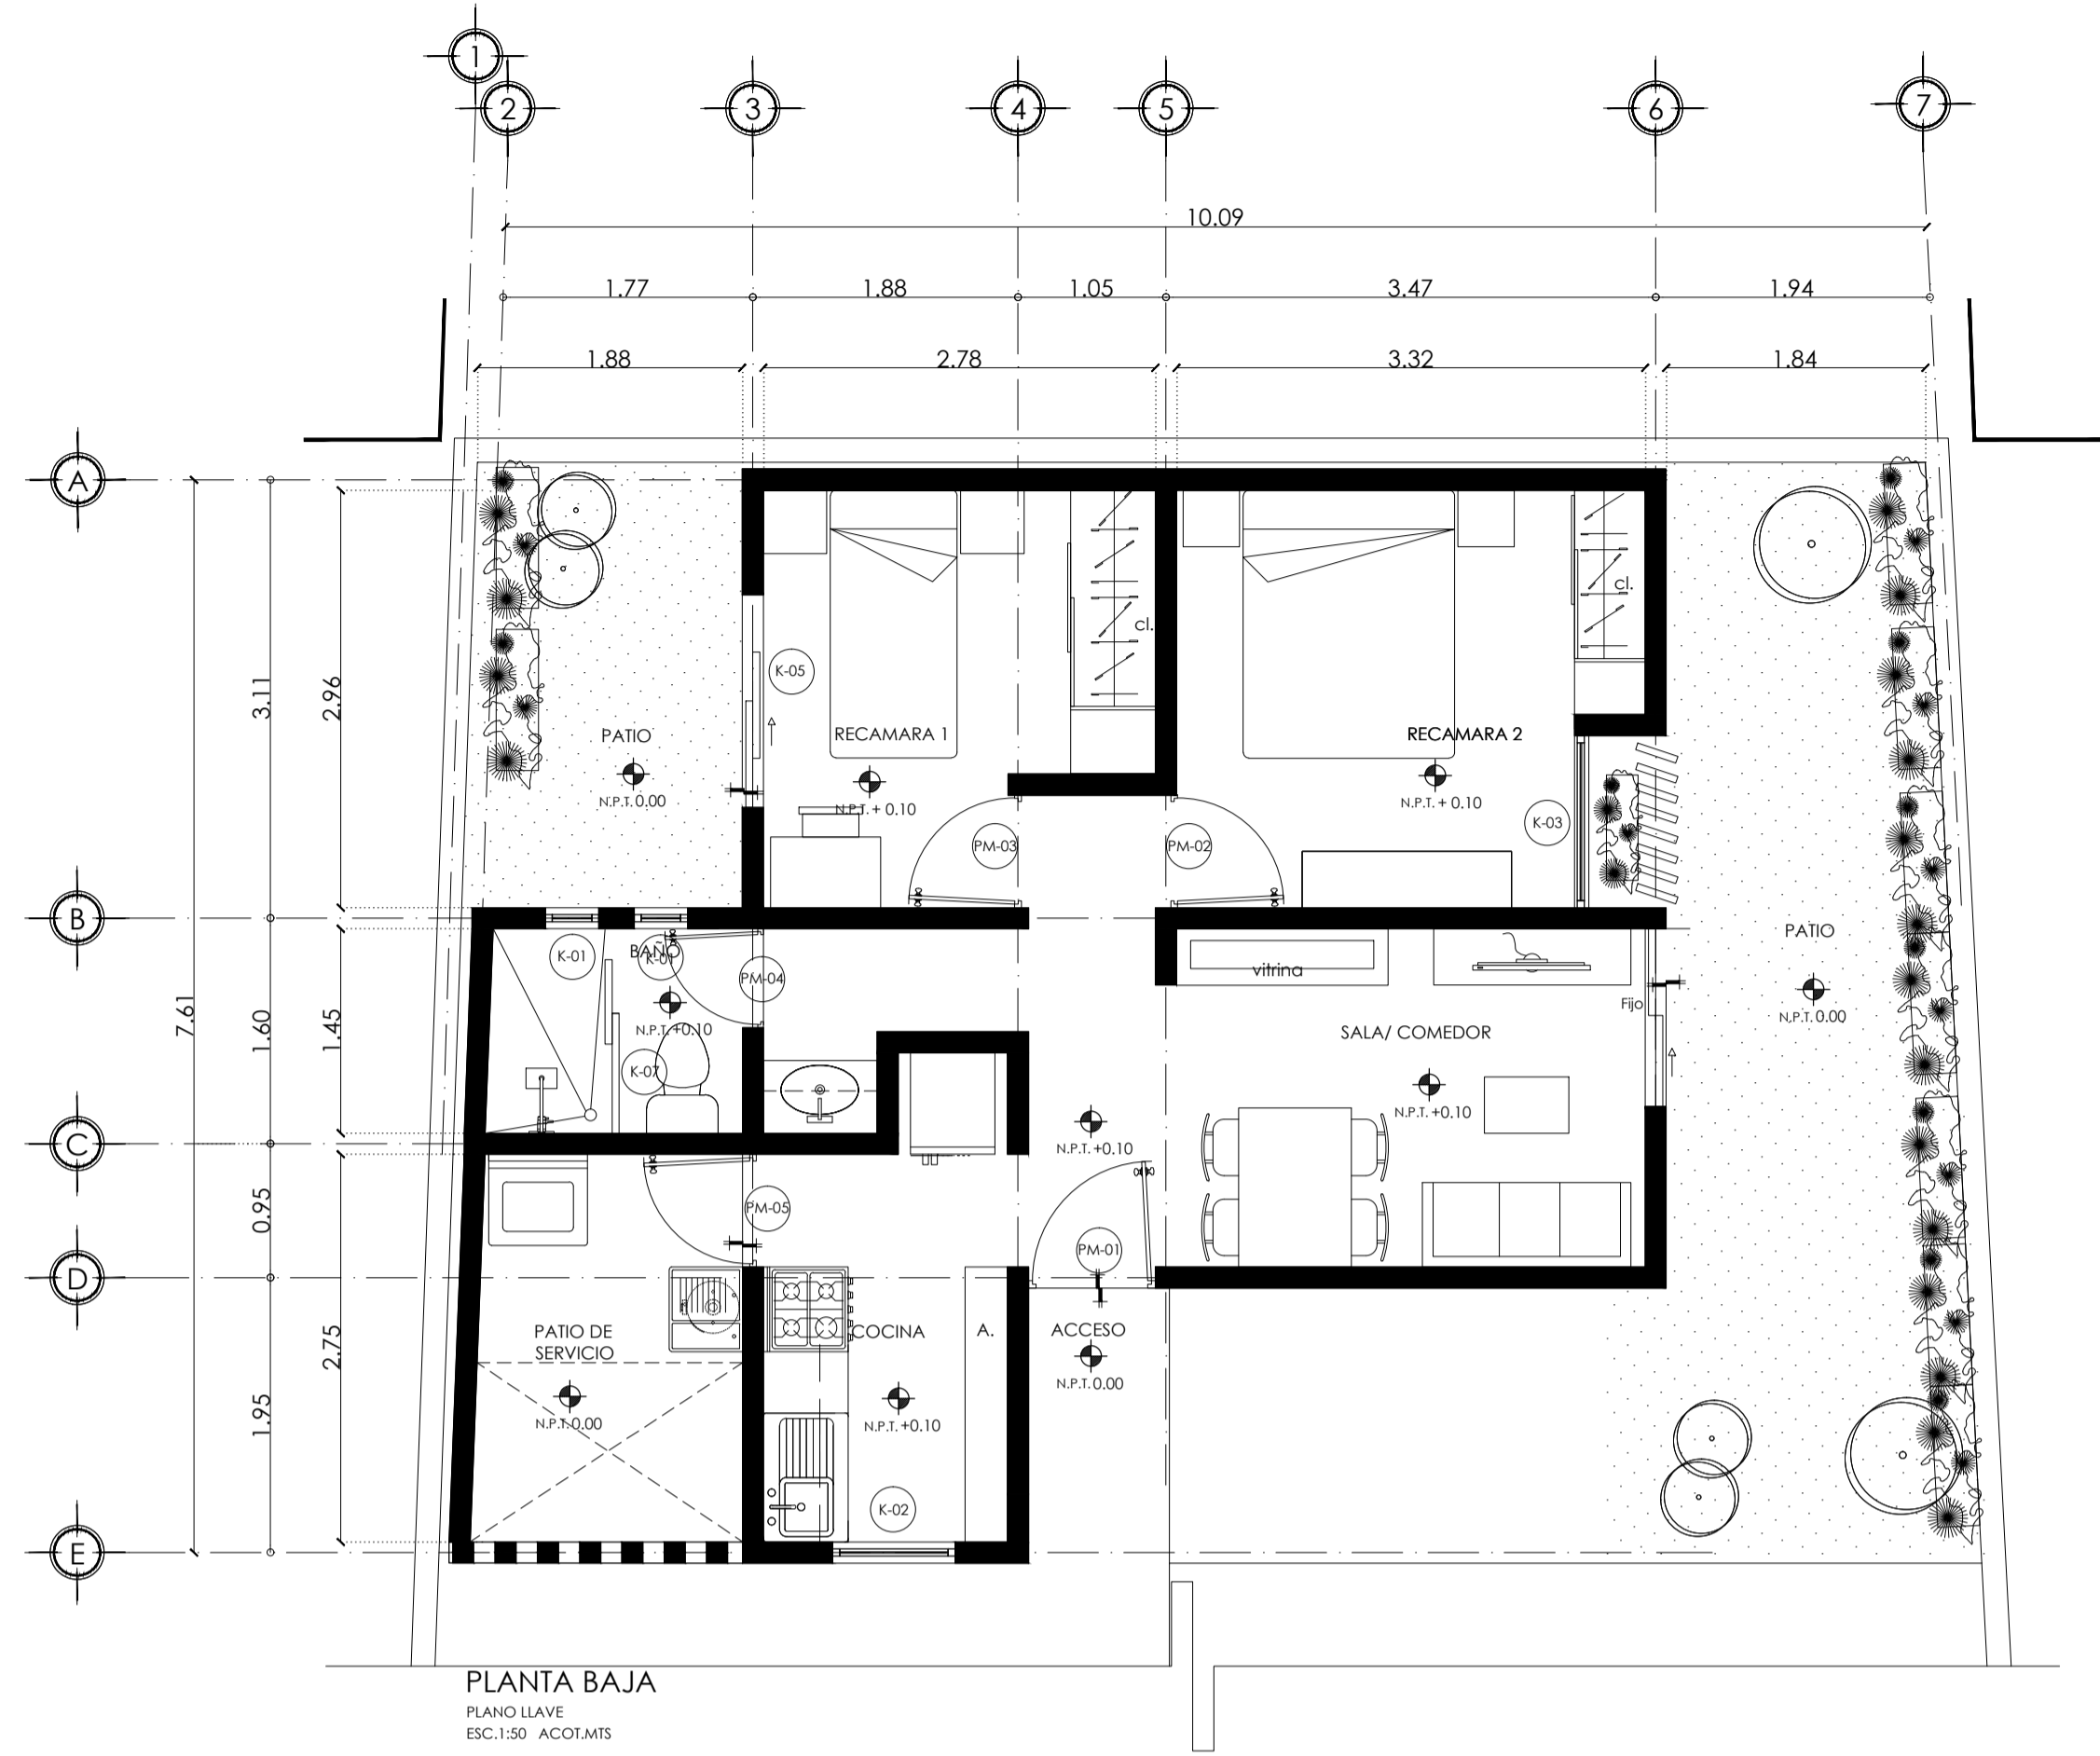 1
2
3
4
5
6
7
10.09
1.77
1.88
1.05
3.47
1.94
1.88
2.78
3.32
1.84
A
B
C
D
E
7.61
3.11
1.60
0.95
1.95
2.96
1.45
2.75
PATIO
N.P.T. 0.00
K-05
RECAMARA 1
N.P.T. + 0.10
cl.
PM-03
RECAMARA 2
N.P.T. + 0.10
cl.
PM-02
K-03
PATIO
N.P.T. 0.00
K-01
BAÑO
K-01
N.P.T. +0.10
K-07
PM-04
vitrina
Fijo
SALA/ COMEDOR
N.P.T. +0.10
N.P.T. +0.10
PM-05
PM-01
PATIO DE
SERVICIO
N.P.T. 0.00
COCINA
A.
N.P.T. +0.10
K-02
ACCESO
N.P.T. 0.00
PLANTA BAJA
PLANO LLAVE
ESC.1:50 ACOT.MTS